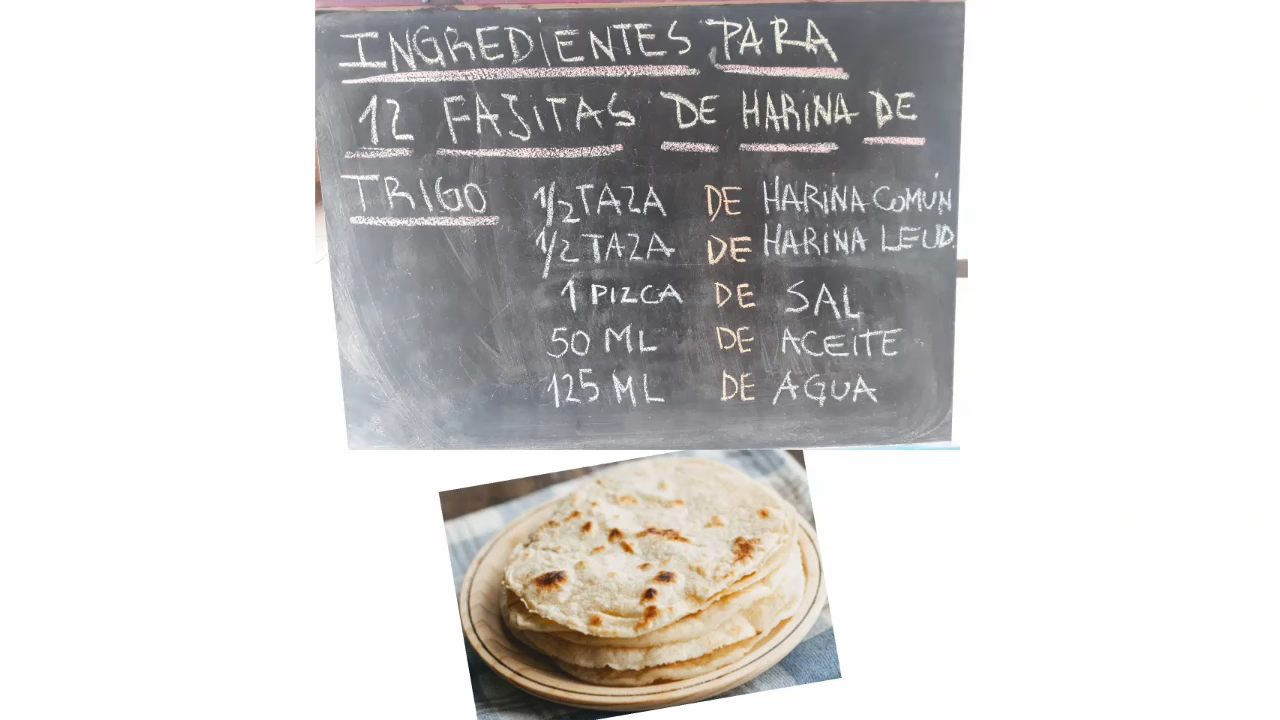 INGREDIENTES PARA
12 FAJITAS DE HARINA DE
TRIGO
1/2 TAZA DE HARINA COMÚN
1/2 TAZA DE HARINA LEUD.
1 PIZCA DE SAL
50 ML DE ACEITE
125 ML DE AGUA